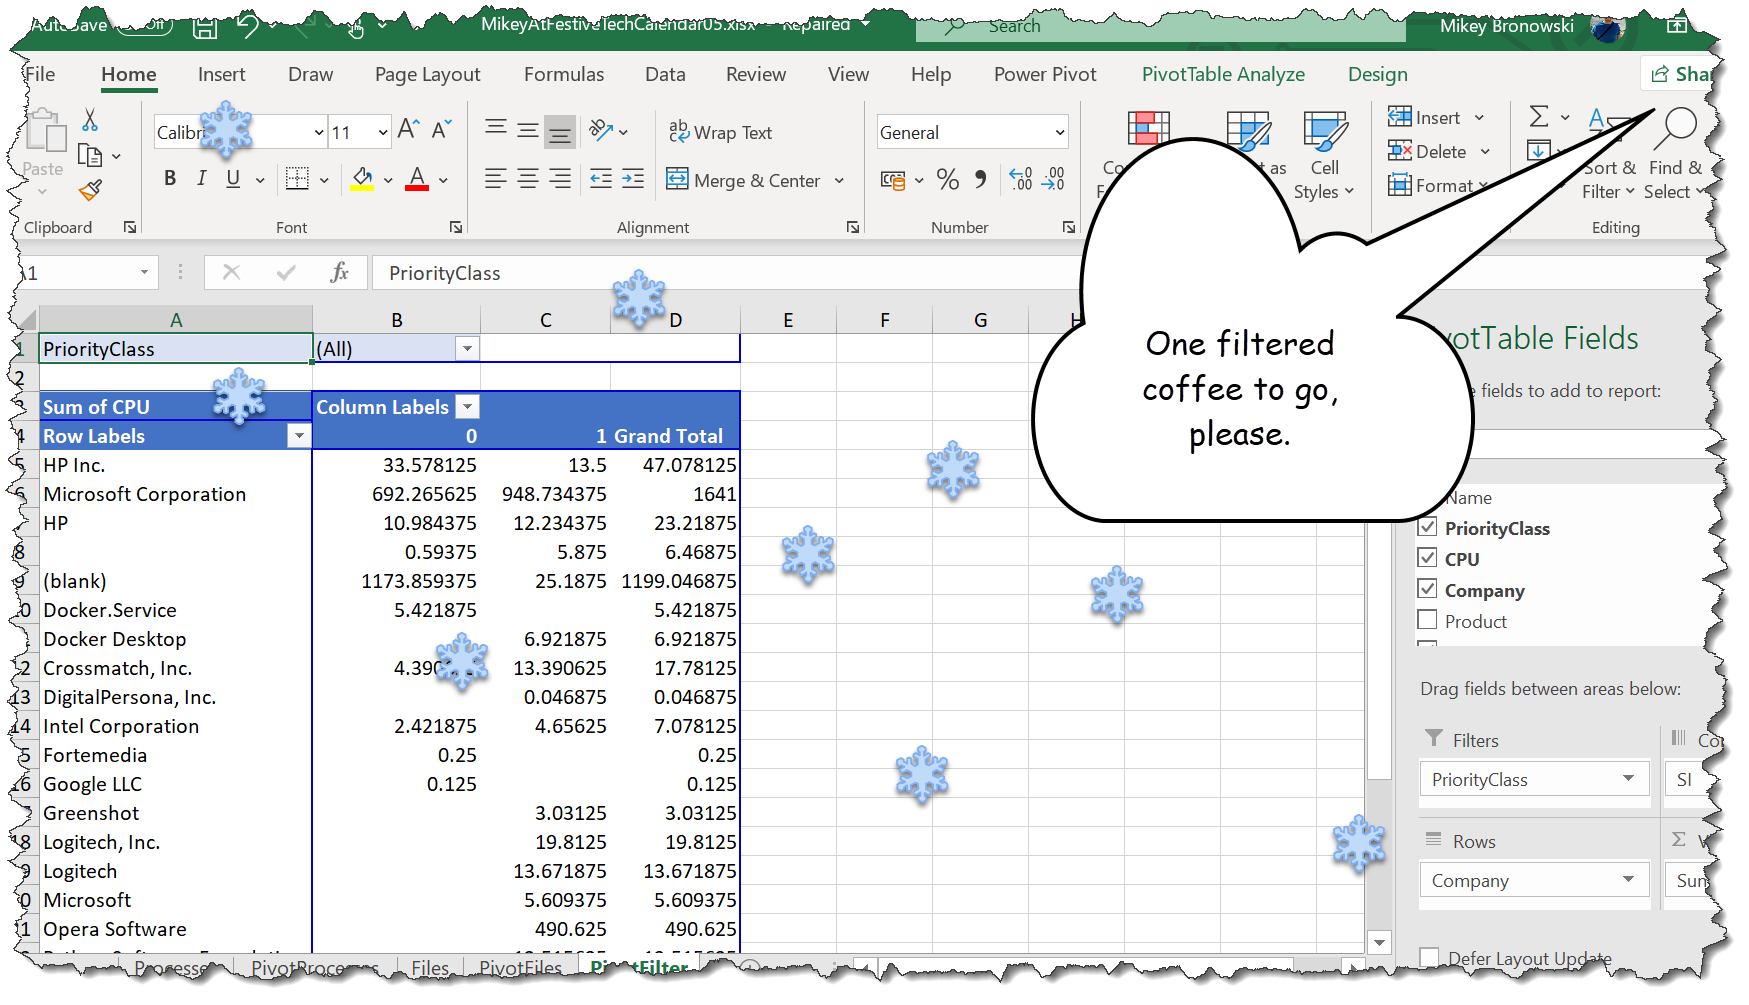 AutoSave Off MikeyAtFestiveTechCalendar05.xlsx - Repaired Search Mikey Bronowski
File Home Insert Draw Page Layout Formulas Data Review View Help Power Pivot PivotTable Analyze Design Shar
Calibri 11 Wrap Text General Insert
Paste Delete
B I U Merge & Center % Cell Styles Format Sort & Filter Find & Select
Clipboard Font Alignment Number Editing
A1 fx PriorityClass
A B C D E F G H
PivotTable Fields
fields to add to report:
1 PriorityClass (All)
2
3 Sum of CPU Column Labels
4 Row Labels 0 1 Grand Total
5 HP Inc. 33.578125 13.5 47.078125
6 Microsoft Corporation 692.265625 948.734375 1641
HP 10.984375 12.234375 23.21875
8 0.59375 5.875 6.46875
9 (blank) 1173.859375 25.1875 1199.046875
10 Docker.Service 5.421875 5.421875
Docker Desktop 6.921875 6.921875
12 Crossmatch, Inc. 4.390 13.390625 17.78125
13 DigitalPersona, Inc. 0.046875 0.046875
14 Intel Corporation 2.421875 4.65625 7.078125
15 Fortemedia 0.25 0.25
16 Google LLC 0.125 0.125
Greenshot 3.03125 3.03125
18 Logitech, Inc. 19.8125 19.8125
19 Logitech 13.671875 13.671875
20 Microsoft 5.609375 5.609375
21 Opera Software 490.625 490.625
One filtered
coffee to go,
please.
Name
PriorityClass
CPU
Company
Product
Drag fields between areas below:
Filters
PriorityClass SI
Rows
Company Sum
Defer Layout Update
Processes PivotProcesses Files PivotFiles PivotFilter